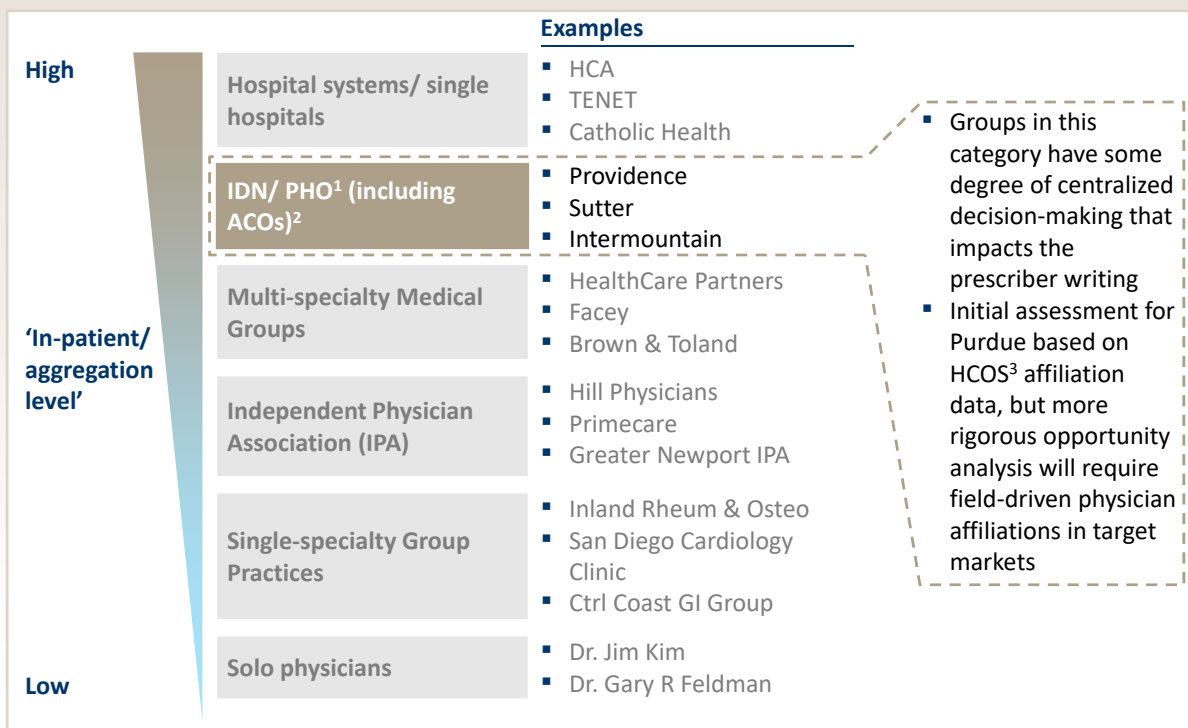 Examples
High
Hospital systems/ single
hospitals
▪ HCA
▪ TENET
▪ Catholic Health
IDN/ PHO¹ (including
ACOs)²
▪ Providence
▪ Sutter
▪ Intermountain
Multi-specialty Medical
Groups
▪ HealthCare Partners
▪ Facey
▪ Brown & Toland
‘In-patient/
aggregation
level’
Independent Physician
Association (IPA)
▪ Hill Physicians
▪ Primecare
▪ Greater Newport IPA
Single-specialty Group
Practices
▪ Inland Rheum & Osteo
▪ San Diego Cardiology
Clinic
▪ Ctrl Coast GI Group
Solo physicians
▪ Dr. Jim Kim
▪ Dr. Gary R Feldman
Low
▪ Groups in this
category have some
degree of centralized
decision-making that
impacts the
prescriber writing
▪ Initial assessment for
Purdue based on
HCOS³ affiliation
data, but more
rigorous opportunity
analysis will require
field-driven physician
affiliations in target
markets